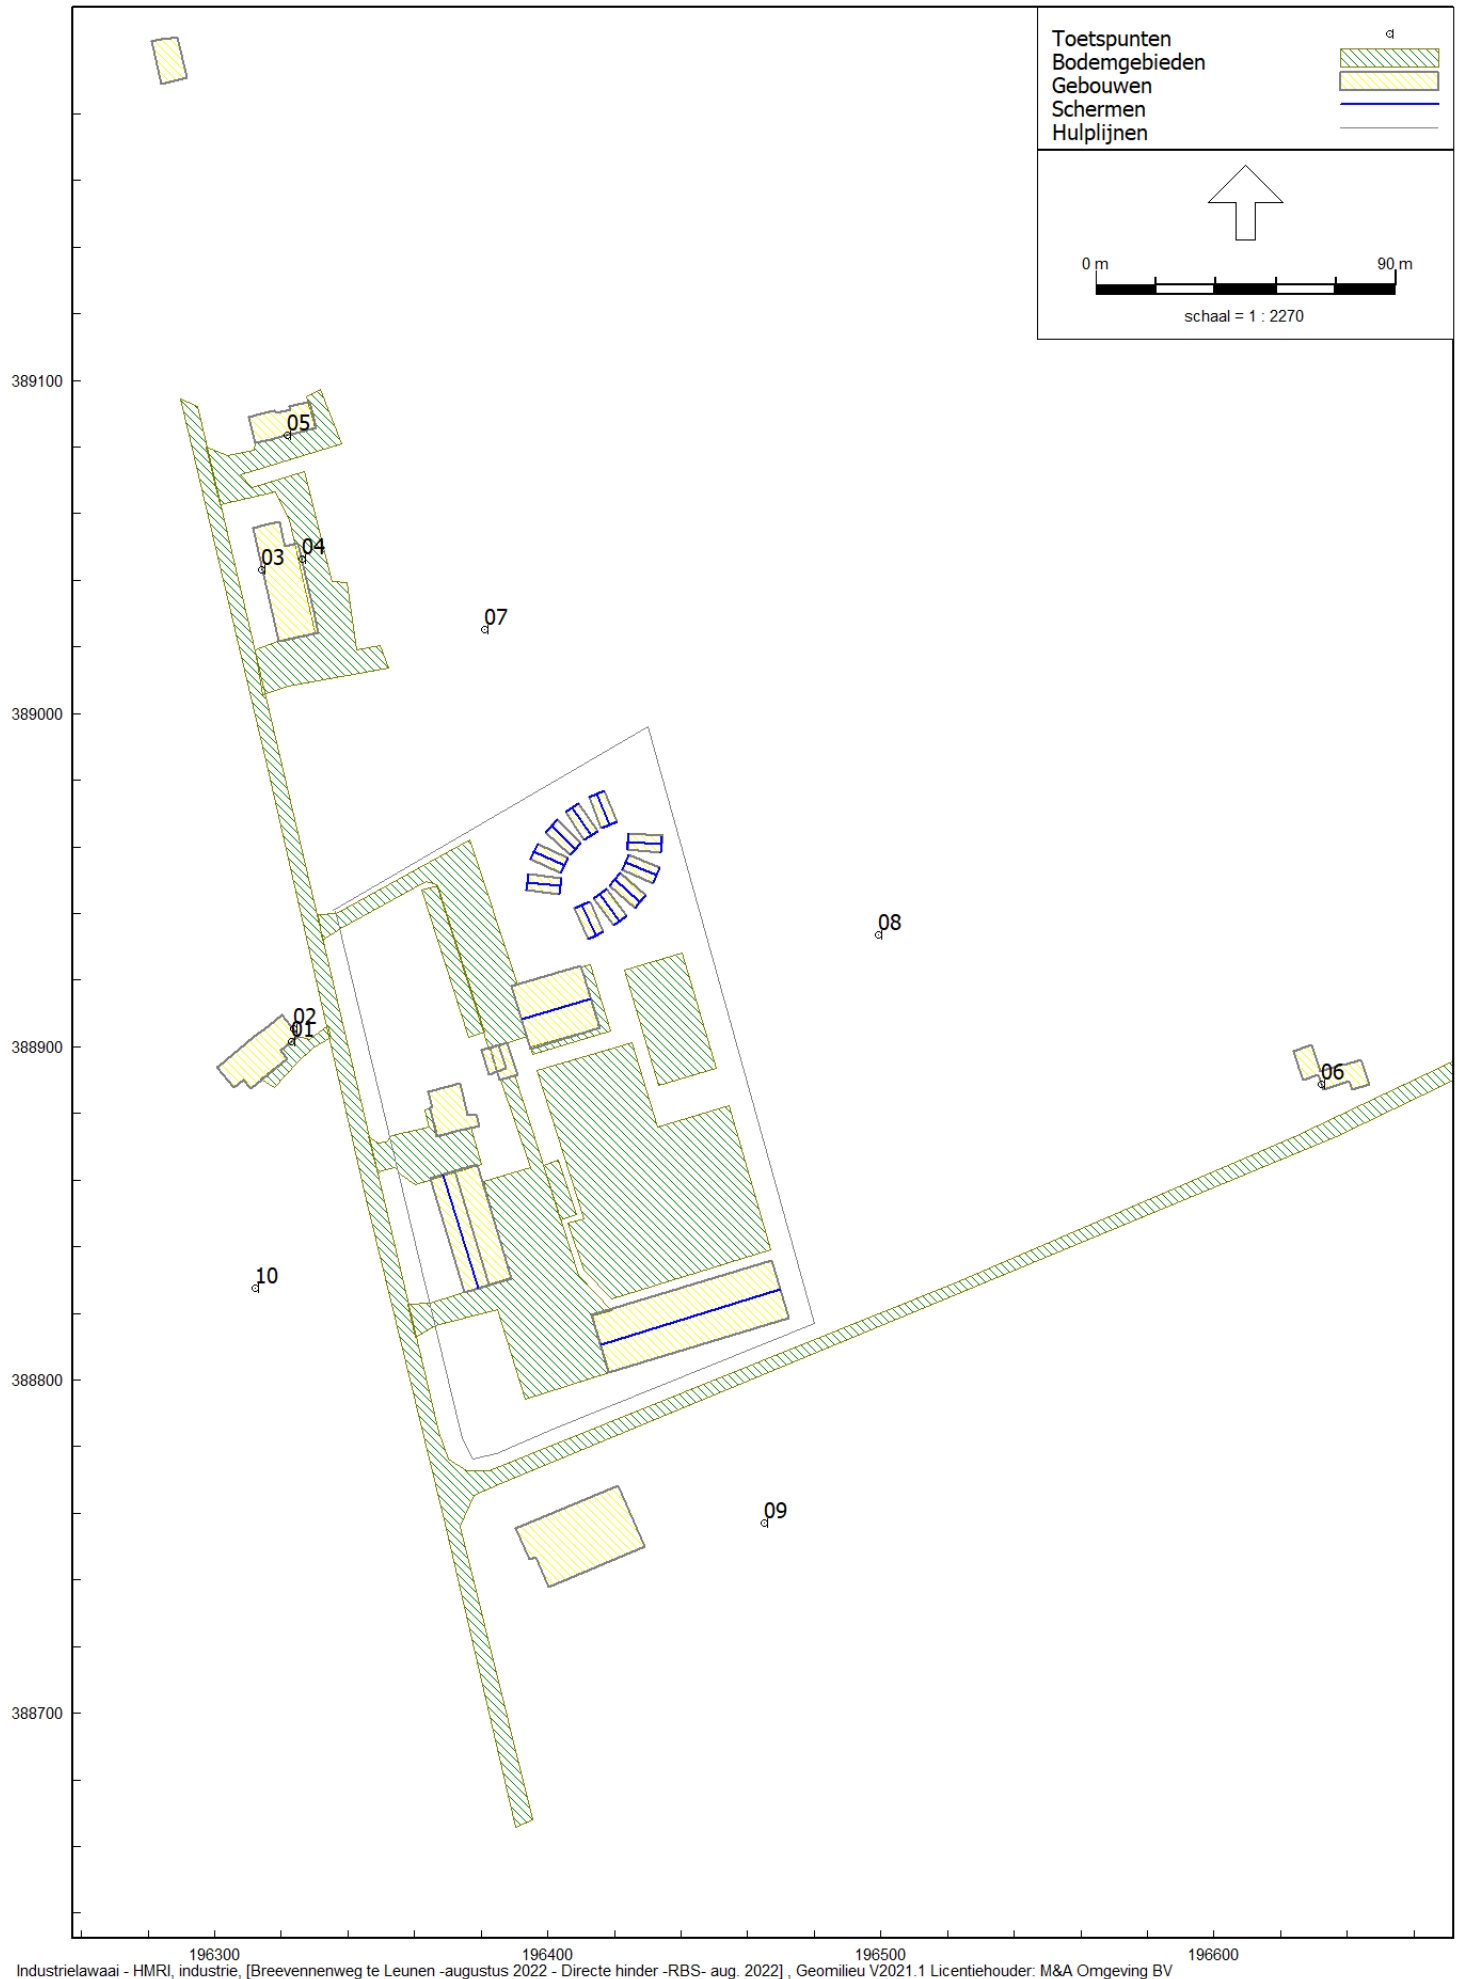 Toetspunten
Bodemgebieden
Gebouwen
Schermen
Hulplijnen
0 m 90 m
schaal = 1 : 2270
389100
05
03 04
07
389000
08
02
01
389900
06
10
388800
09
388700
196300 196400 196500 196600
Industrielawaai - HMRI, industrie, [Breevennenweg te Leunen -augustus 2022 - Directe hinder -RBS- aug. 2022] , Geomilieu V2021.1 Licentiehouder: M&A Omgeving BV